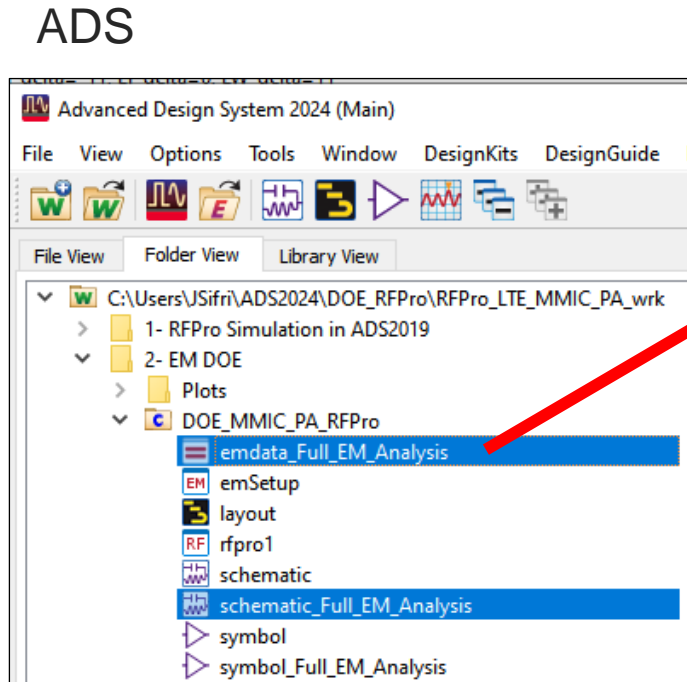 ADS
Advanced Design System 2024 (Main)
File View Options Tools Window DesignKits DesignGuide
W W E
File View Folder View Library View
W C:\Users\JSifri\ADS2024\DOE_RFPro\RFPro_LTE_MMIC_PA_wrk
1- RFPro Simulation in ADS2019
2- EM DOE
Plots
C DOE_MMIC_PA_RFPro
emdata_Full_EM_Analysis
EM emSetup
layout
RF rfpro1
schematic
schematic_Full_EM_Analysis
symbol
symbol_Full_EM_Analysis